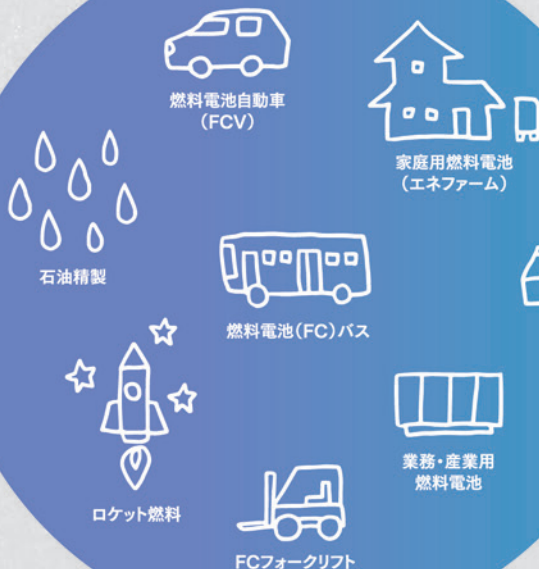 燃料電池自動車
（FCV）
家庭用燃料電池
（エネファーム）
石油精製
燃料電池（FC）バス
業務・産業用
燃料電池
ロケット燃料
FCフォークリフト